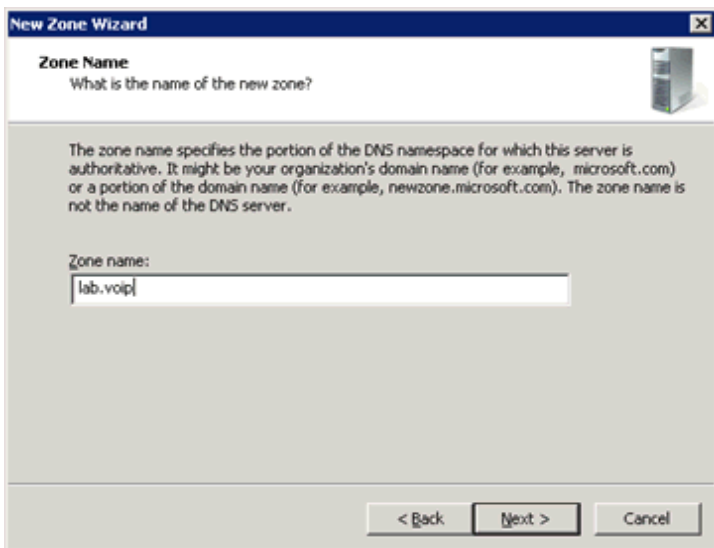 New Zone Wizard
Zone Name
What is the name of the new zone?
The zone name specifies the portion of the DNS namespace for which this server is
authoritative. It might be your organization's domain name (for example, microsoft.com)
or a portion of the domain name (for example, newzone.microsoft.com). The zone name is
not the name of the DNS server.
Zone name:
lab.voip
< Back
Next >
Cancel